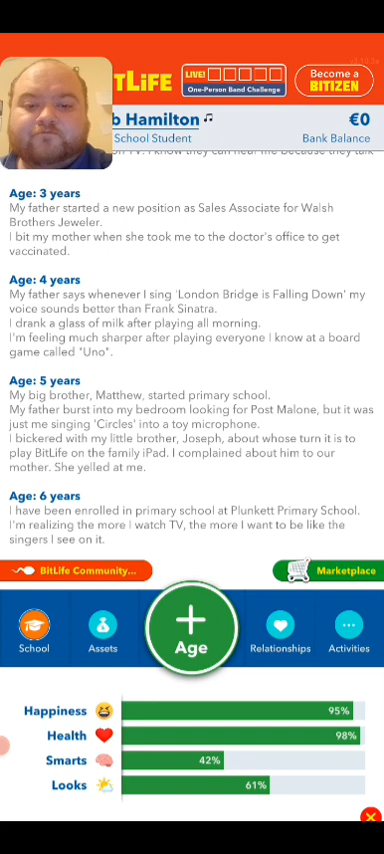 TLiFE
LIVE!
One-Person Band Challenge
Become a
BITIZEN
b Hamilton
€0
School Student
Bank Balance
Age: 3 years
My father started a new position as Sales Associate for Walsh
Brothers Jeweler.
I bit my mother when she took me to the doctor's office to get
vaccinated.
Age: 4 years
My father says whenever I sing 'London Bridge is Falling Down' my
voice sounds better than Frank Sinatra.
I drank a glass of milk after playing all morning.
I'm feeling much sharper after playing everyone I know at a board
game called "Uno".
Age: 5 years
My big brother, Matthew, started primary school.
My father burst into my bedroom looking for Post Malone, but it was
just me singing 'Circles' into a toy microphone.
I bickered with my little brother, Joseph, about whose turn it is to
play BitLife on the family iPad. I complained about him to our
mother. She yelled at me.
Age: 6 years
I have been enrolled in primary school at Plunkett Primary School.
I'm realizing the more I watch TV, the more I want to be like the
singers I see on it.
BitLife Community...
Marketplace
School
Assets
Age
Relationships
Activities
Happiness 95%
Health 98%
Smarts 42%
Looks 61%